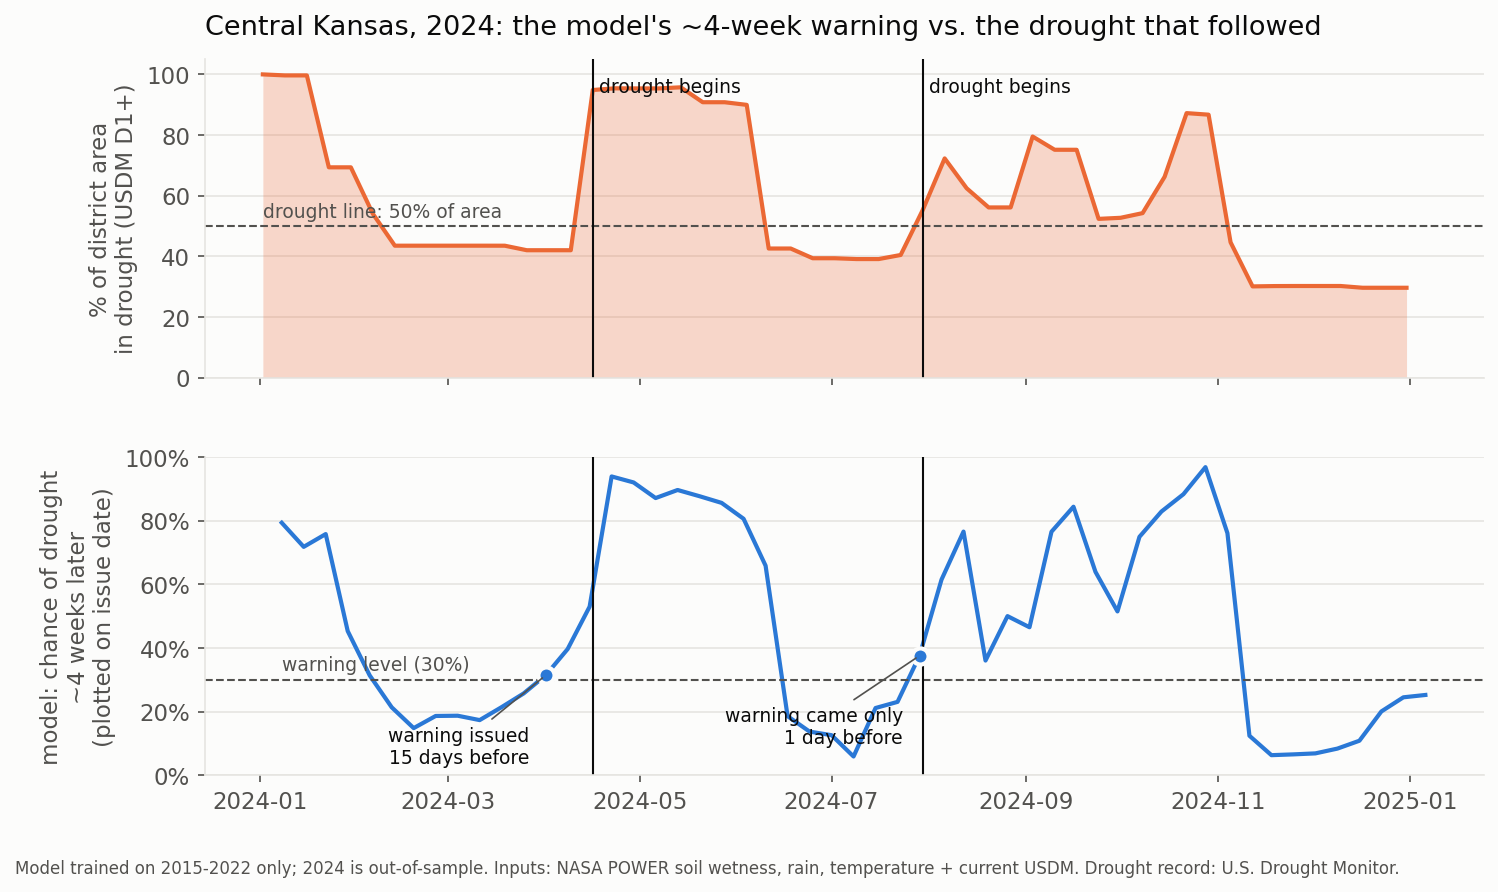 Central Kansas, 2024: the model's ~4-week warning vs. the drought that followed
% of district area
in drought (USDM D1+)
100
80
60
40
20
0
drought begins
drought begins
drought line: 50% of area
model: chance of drought
~4 weeks later
(plotted on issue date)
100%
80%
60%
40%
20%
0%
warning level (30%)
warning issued
15 days before
warning came only
1 day before
2024-01
2024-03
2024-05
2024-07
2024-09
2024-11
2025-01
Model trained on 2015-2022 only; 2024 is out-of-sample. Inputs: NASA POWER soil wetness, rain, temperature + current USDM. Drought record: U.S. Drought Monitor.